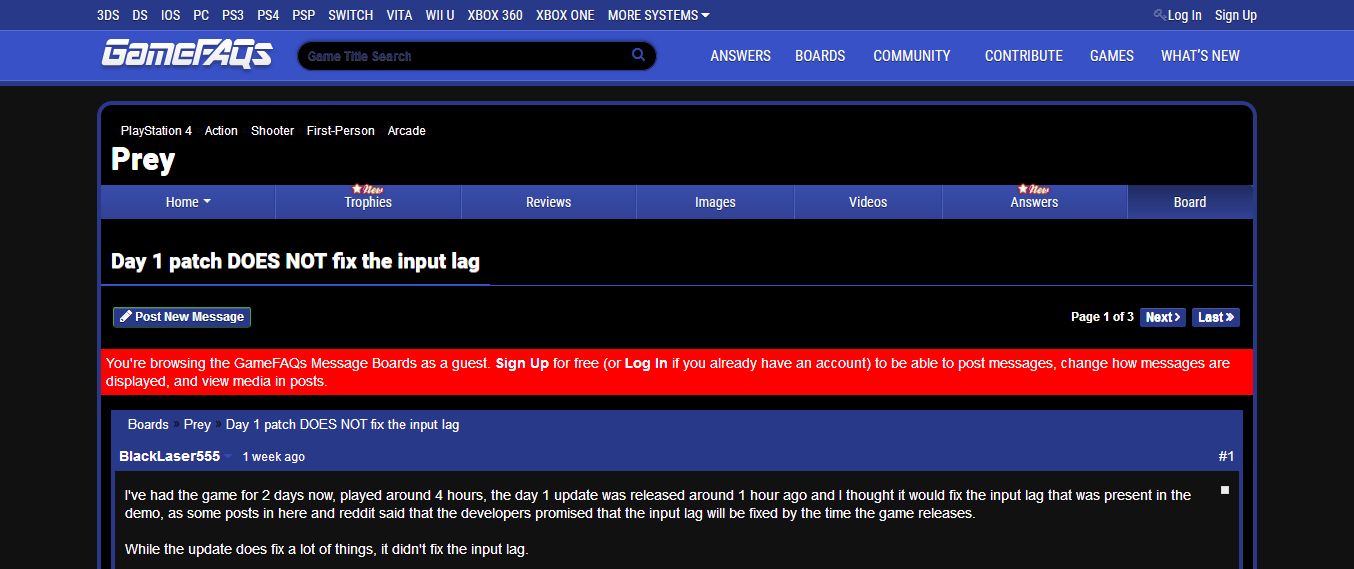 3DS DS IOS PC PS3 PS4 PSP SWITCH VITA WII U XBOX 360 XBOX ONE MORE SYSTEMS Log In Sign Up
GameFAQs Game Title Search ANSWERS BOARDS COMMUNITY CONTRIBUTE GAMES WHAT'S NEW
PlayStation 4 Action Shooter First-Person Arcade
Prey
New New
Home Trophies Reviews Images Videos Answers Board
Day 1 patch DOES NOT fix the input lag
Post New Message Page 1 of 3 Next Last
You're browsing the GameFAQs Message Boards as a guest. Sign Up for free (or Log In if you already have an account) to be able to post messages, change how messages are
displayed, and view media in posts.
Boards » Prey » Day 1 patch DOES NOT fix the input lag
BlackLaser555 1 week ago #1
I've had the game for 2 days now, played around 4 hours, the day 1 update was released around 1 hour ago and I thought it would fix the input lag that was present in the
demo, as some posts in here and reddit said that the developers promised that the input lag will be fixed by the time the game releases.
While the update does fix a lot of things, it didn't fix the input lag.